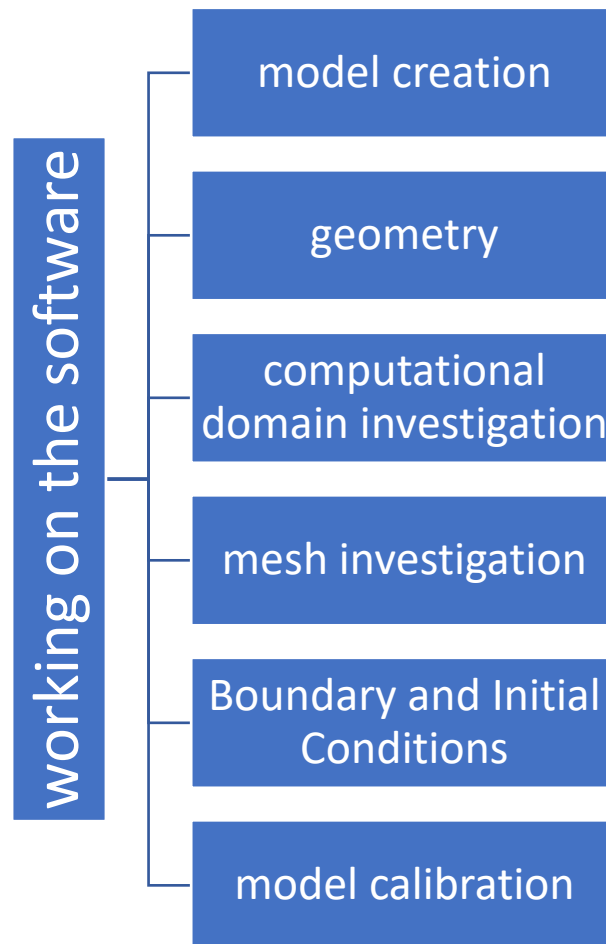 working on the software
model creation
geometry
computational
domain investigation
mesh investigation
Boundary and Initial
Conditions
model calibration